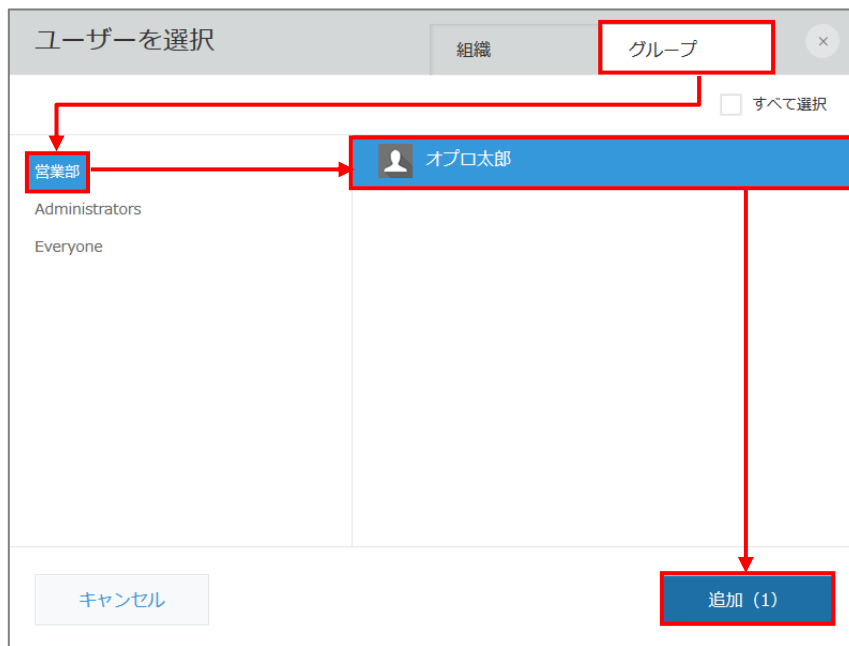 ユーザーを選択
組織
グループ
×
すべて選択
営業部
オプロ太郎
Administrators
Everyone
キャンセル
追加（1）